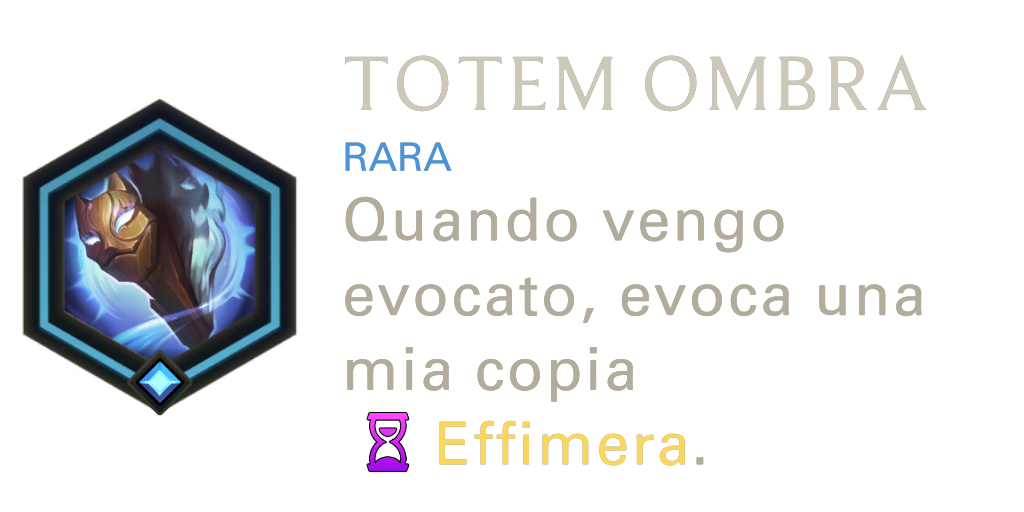 TOTEM OMBRA
RARA
Quando vengo
evocato, evoca una
mia copia
Effimera.